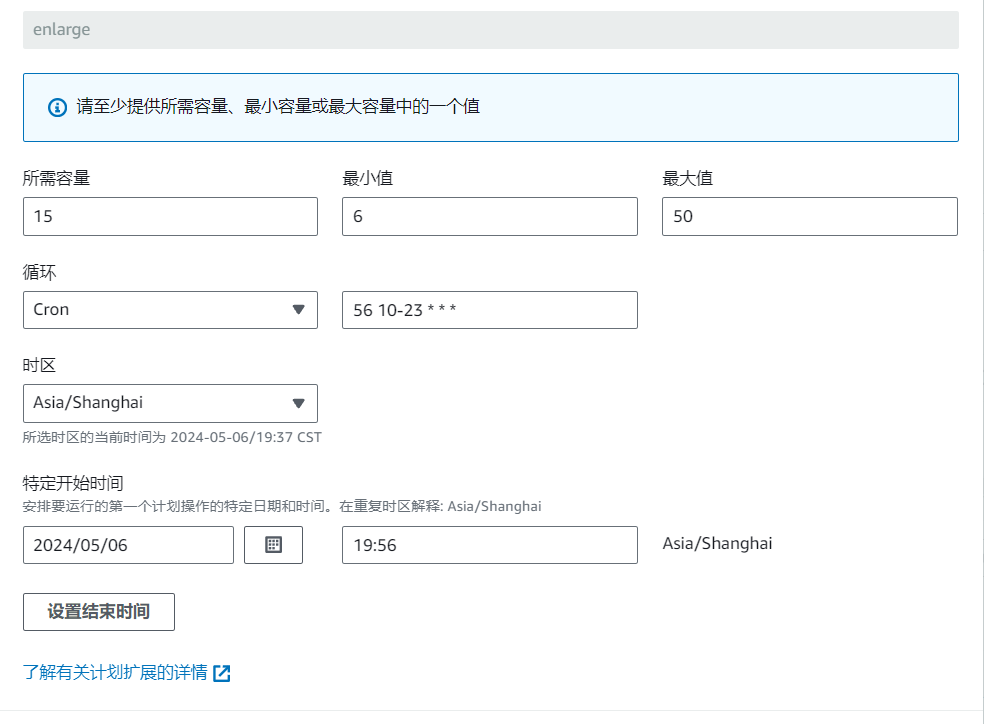 enlarge
请至少提供所需容量、最小容量或最大容量中的一个值
所需容量 最小值 最大值
15 6 50
循环
Cron 56 10-23 * * *
时区
Asia/Shanghai
所选时区的当前时间为 2024-05-06/19:37 CST
特定开始时间
安排要运行的第一个计划操作的特定日期和时间。在重复时区解释: Asia/Shanghai
2024/05/06 19:56 Asia/Shanghai
设置结束时间
了解有关计划扩展的详情